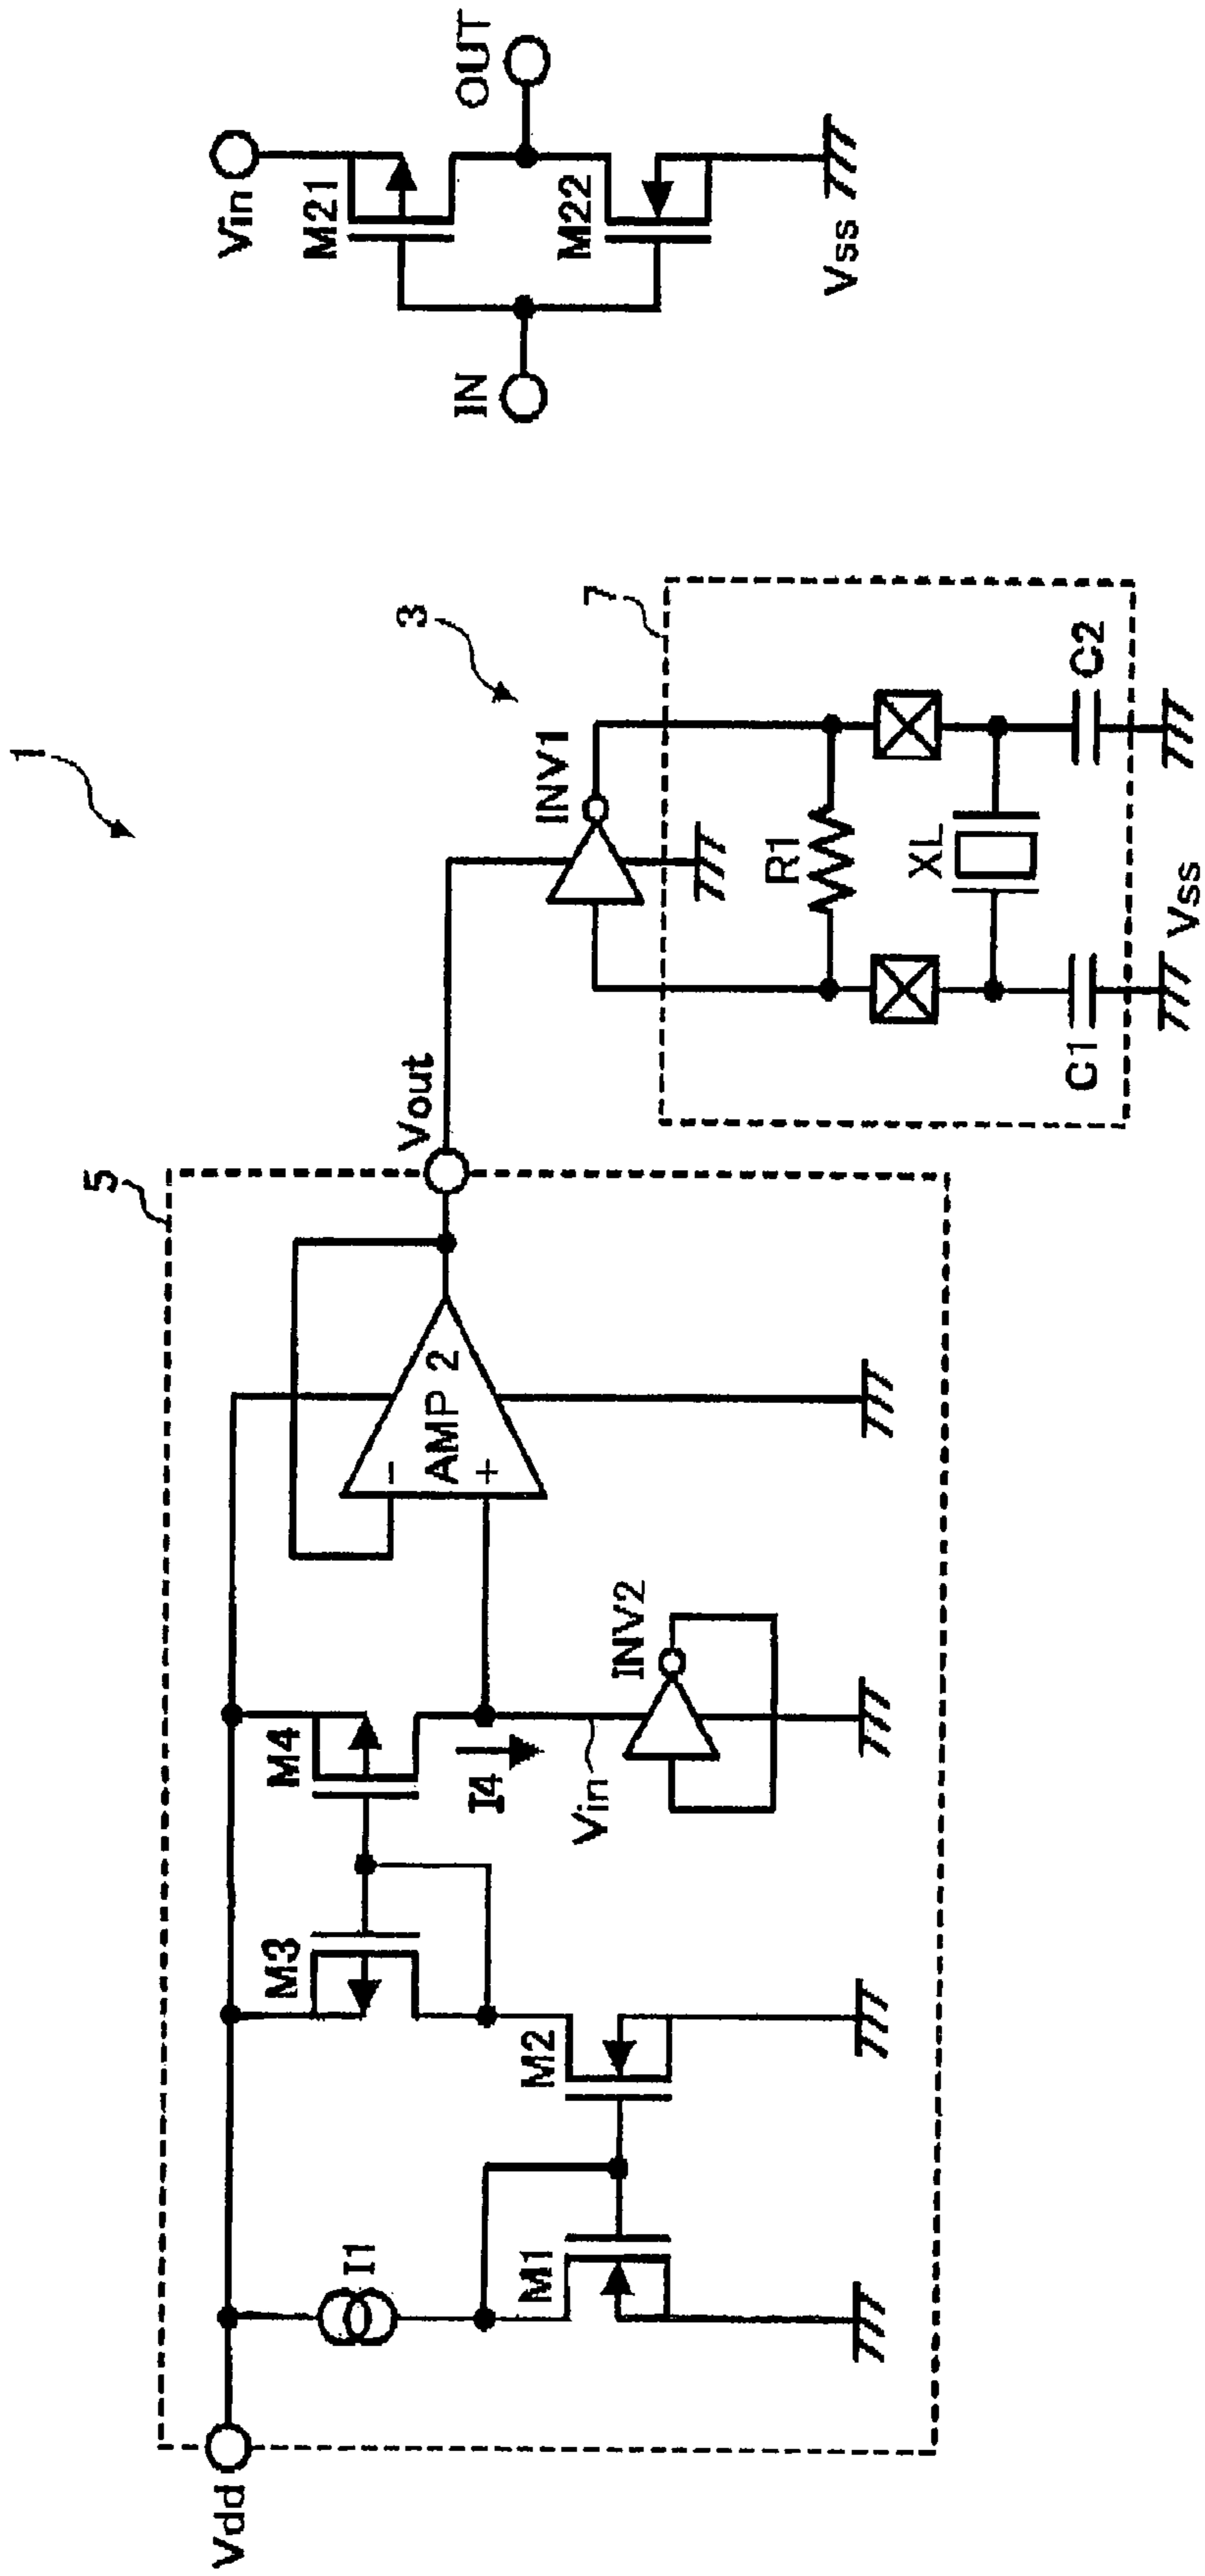 1
3
5
7
Vdd
I1
M1
M2
M3
M4
I4
Vin
INV2
AMP 2
-
+
Vout
INV1
R1
XL
C1
C2
Vss
IN
Vin
M21
M22
OUT
Vss